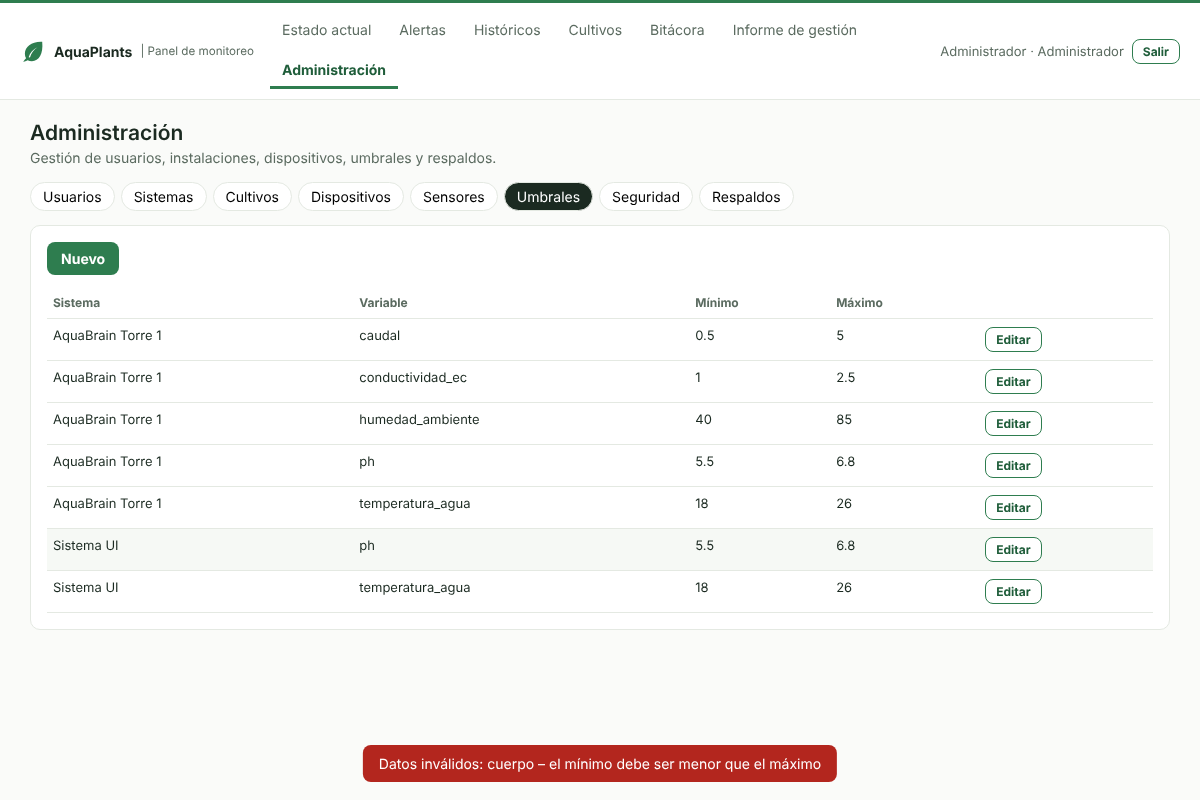 AquaPlants | Panel de monitoreo
Estado actual Alertas Históricos Cultivos Bitácora Informe de gestión
Administración
Administrador · Administrador Salir
Administración
Gestión de usuarios, instalaciones, dispositivos, umbrales y respaldos.
Usuarios Sistemas Cultivos Dispositivos Sensores Umbrales Seguridad Respaldos
Nuevo
Sistema Variable Mínimo Máximo
AquaBrain Torre 1 caudal 0.5 5 Editar
AquaBrain Torre 1 conductividad_ec 1 2.5 Editar
AquaBrain Torre 1 humedad_ambiente 40 85 Editar
AquaBrain Torre 1 ph 5.5 6.8 Editar
AquaBrain Torre 1 temperatura_agua 18 26 Editar
Sistema UI ph 5.5 6.8 Editar
Sistema UI temperatura_agua 18 26 Editar
Datos inválidos: cuerpo – el mínimo debe ser menor que el máximo